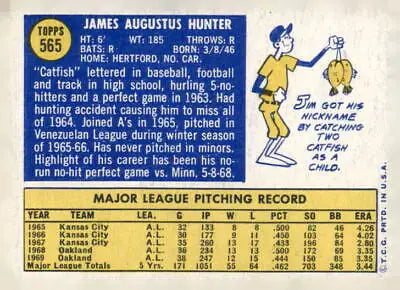 TOPPS
565
JAMES AUGUSTUS HUNTER
HT: 6' WT: 185 THROWS: R
BATS: R BORN: 3/8/46
HOME: HERTFORD, NO. CAR.
"Catfish" lettered in baseball, football
and track in high school, hurling 5-no-
hitters and a perfect game in 1963. Had
hunting accident causing him to miss all
of 1964. Joined A's in 1965, pitched in
Venezuelan League during winter season
of 1965-66. Has never pitched in minors.
Highlight of his career has been his no-
run no-hit perfect game vs. Minn. 5-8-68.
JIM GOT HIS
NICKNAME
BY CATCHING
TWO
CATFISH
AS A
CHILD.
MAJOR LEAGUE PITCHING RECORD
YEAR TEAM LEA. G IP W L PCT SO BB ERA
1965 Kansas City A.L. 32 133 8 8 .500 82 46 4.26
1966 Kansas City A.L. 30 177 9 11 .450 103 64 4.02
1967 Kansas City A.L. 35 260 13 17 .433 196 84 2.80
1968 Oakland A.L. 36 234 13 13 .500 172 69 3.35
1969 Oakland A.L. 38 247 12 15 .444 150 85 3.35
Major League Totals 5 Yrs. 171 1051 55 64 .462 703 348 3.44
© T.C.G. PRTD. IN U.S.A.